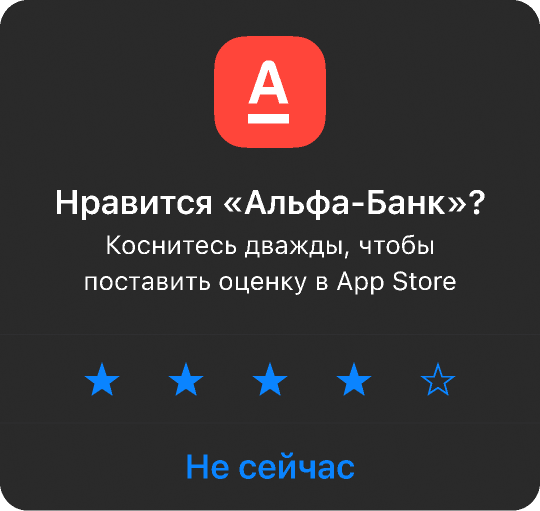 А
Нравится «Альфа-Банк»?
Коснитесь дважды, чтобы
поставить оценку в App Store
Не сейчас